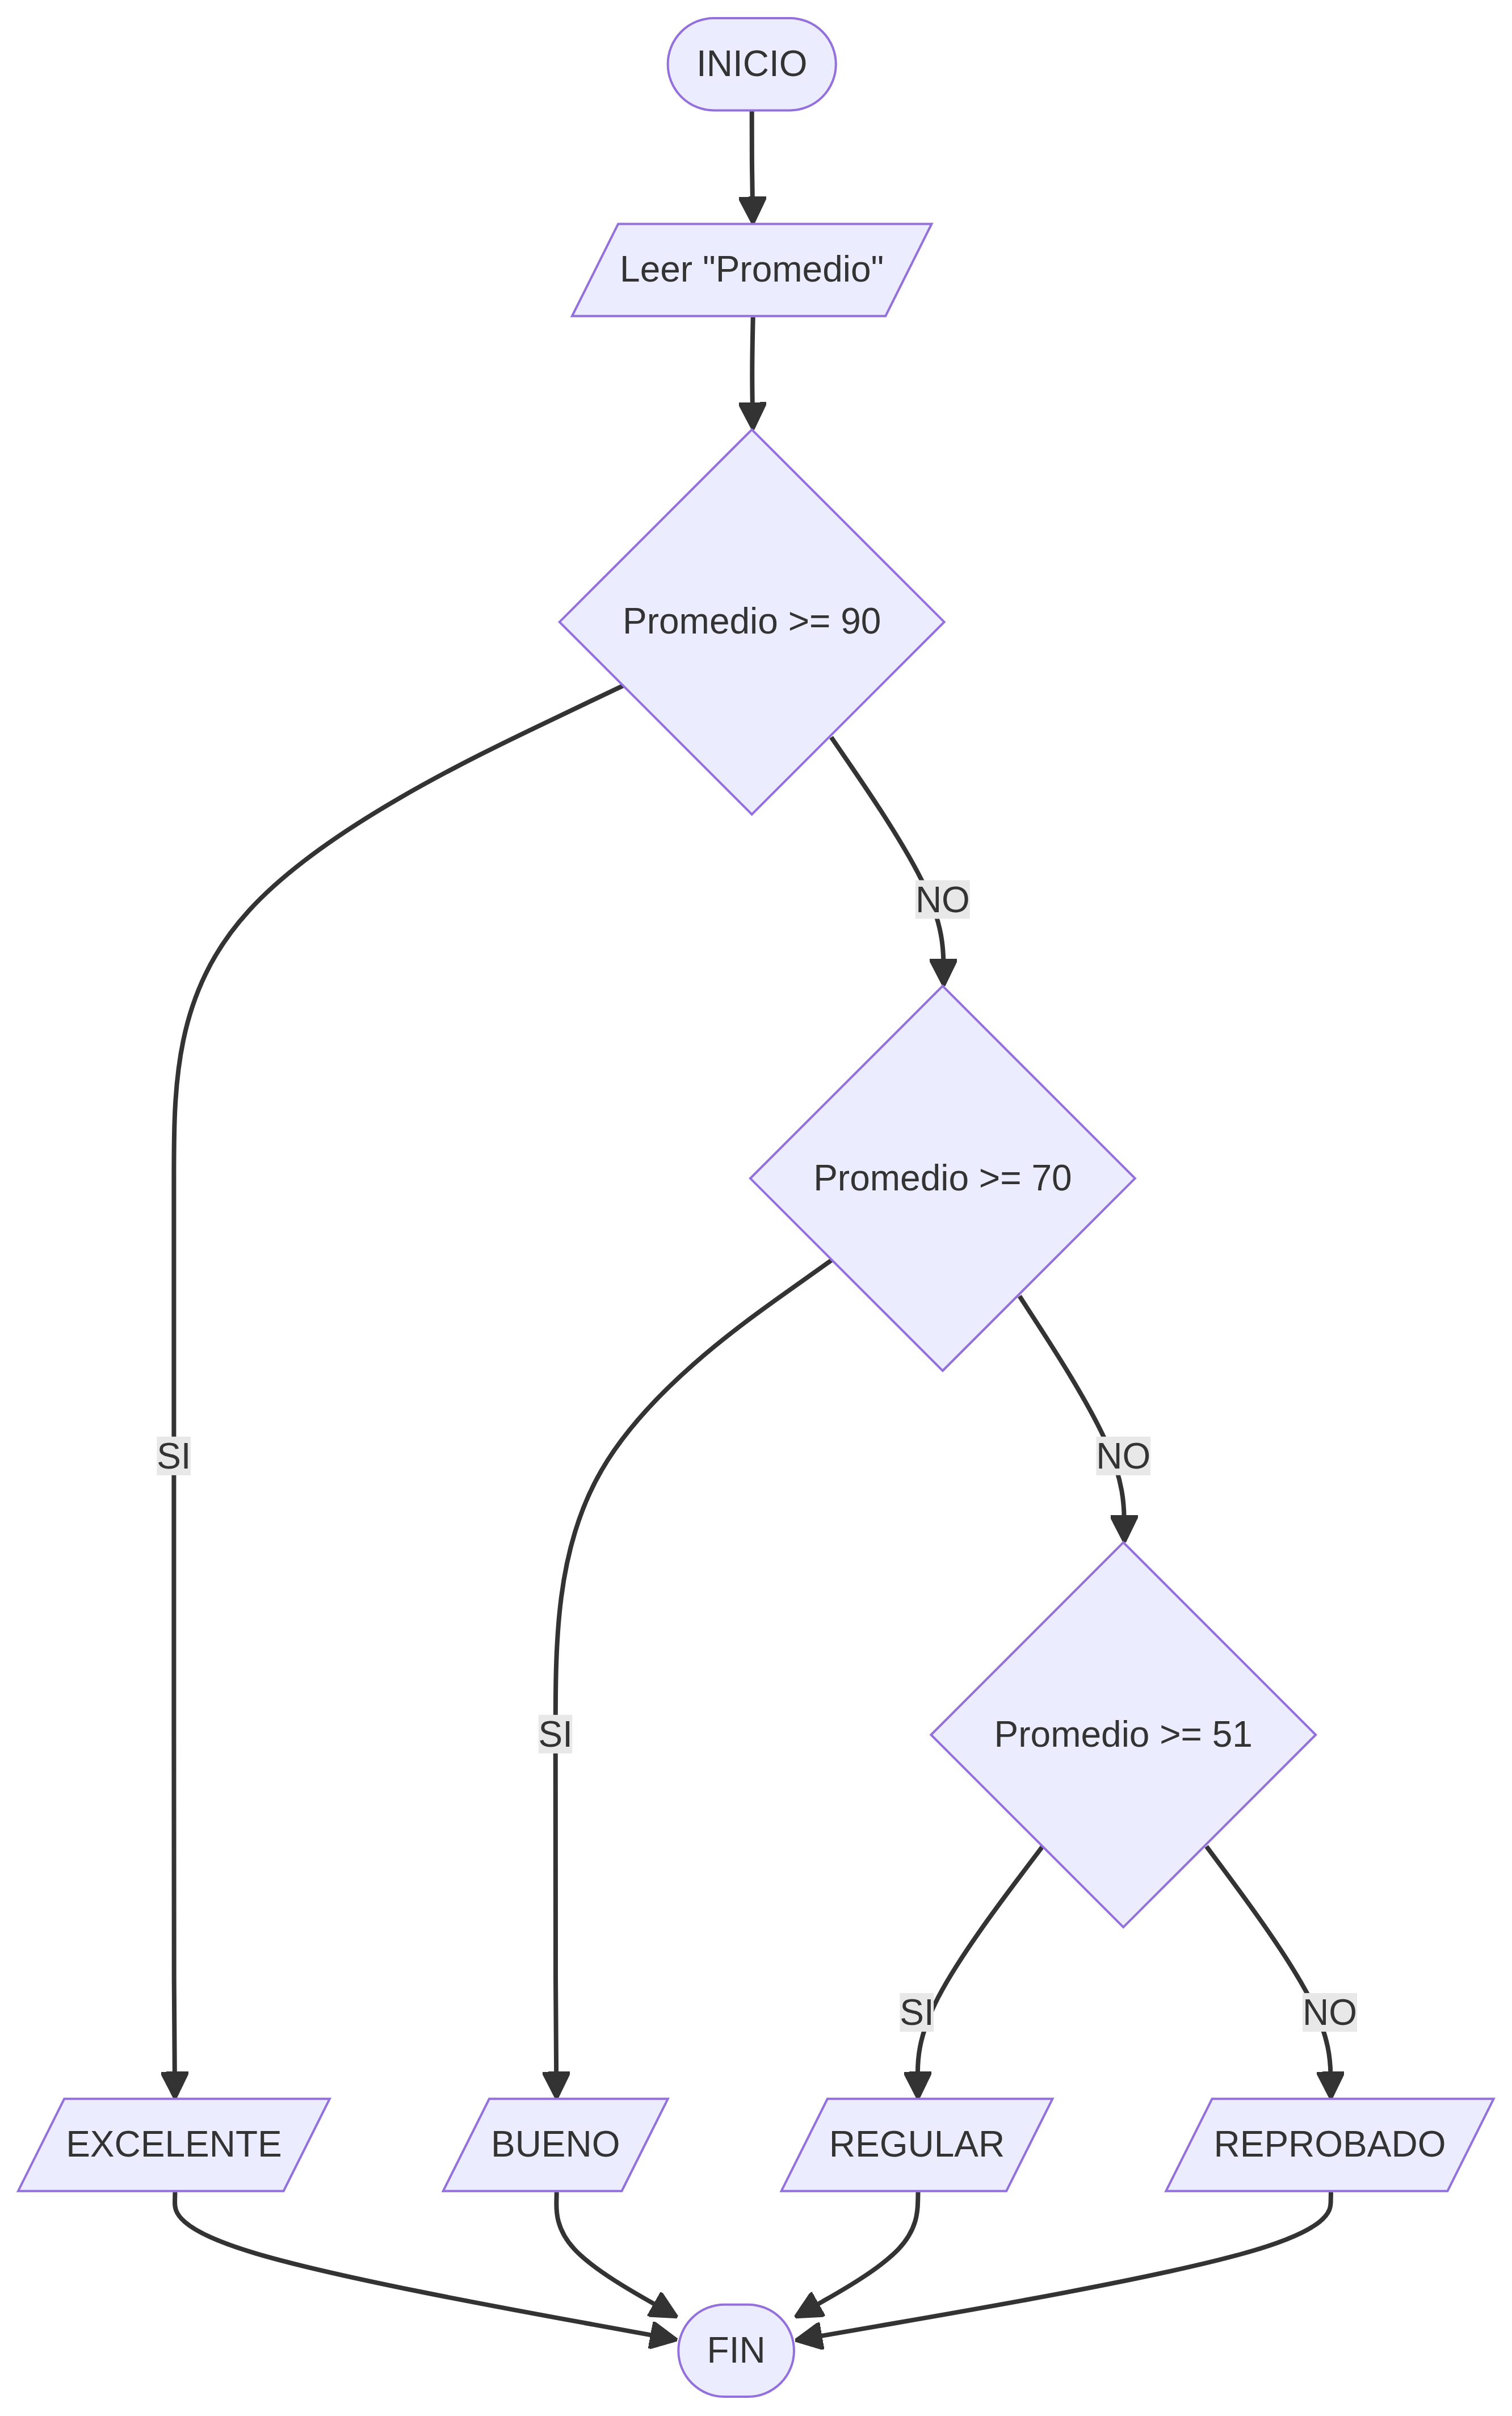 INICIO
Leer "Promedio"
Promedio >= 90
NO
Promedio >= 70
SI
NO
SI
Promedio >= 51
SI
NO
EXCELENTE
BUENO
REGULAR
REPROBADO
FIN